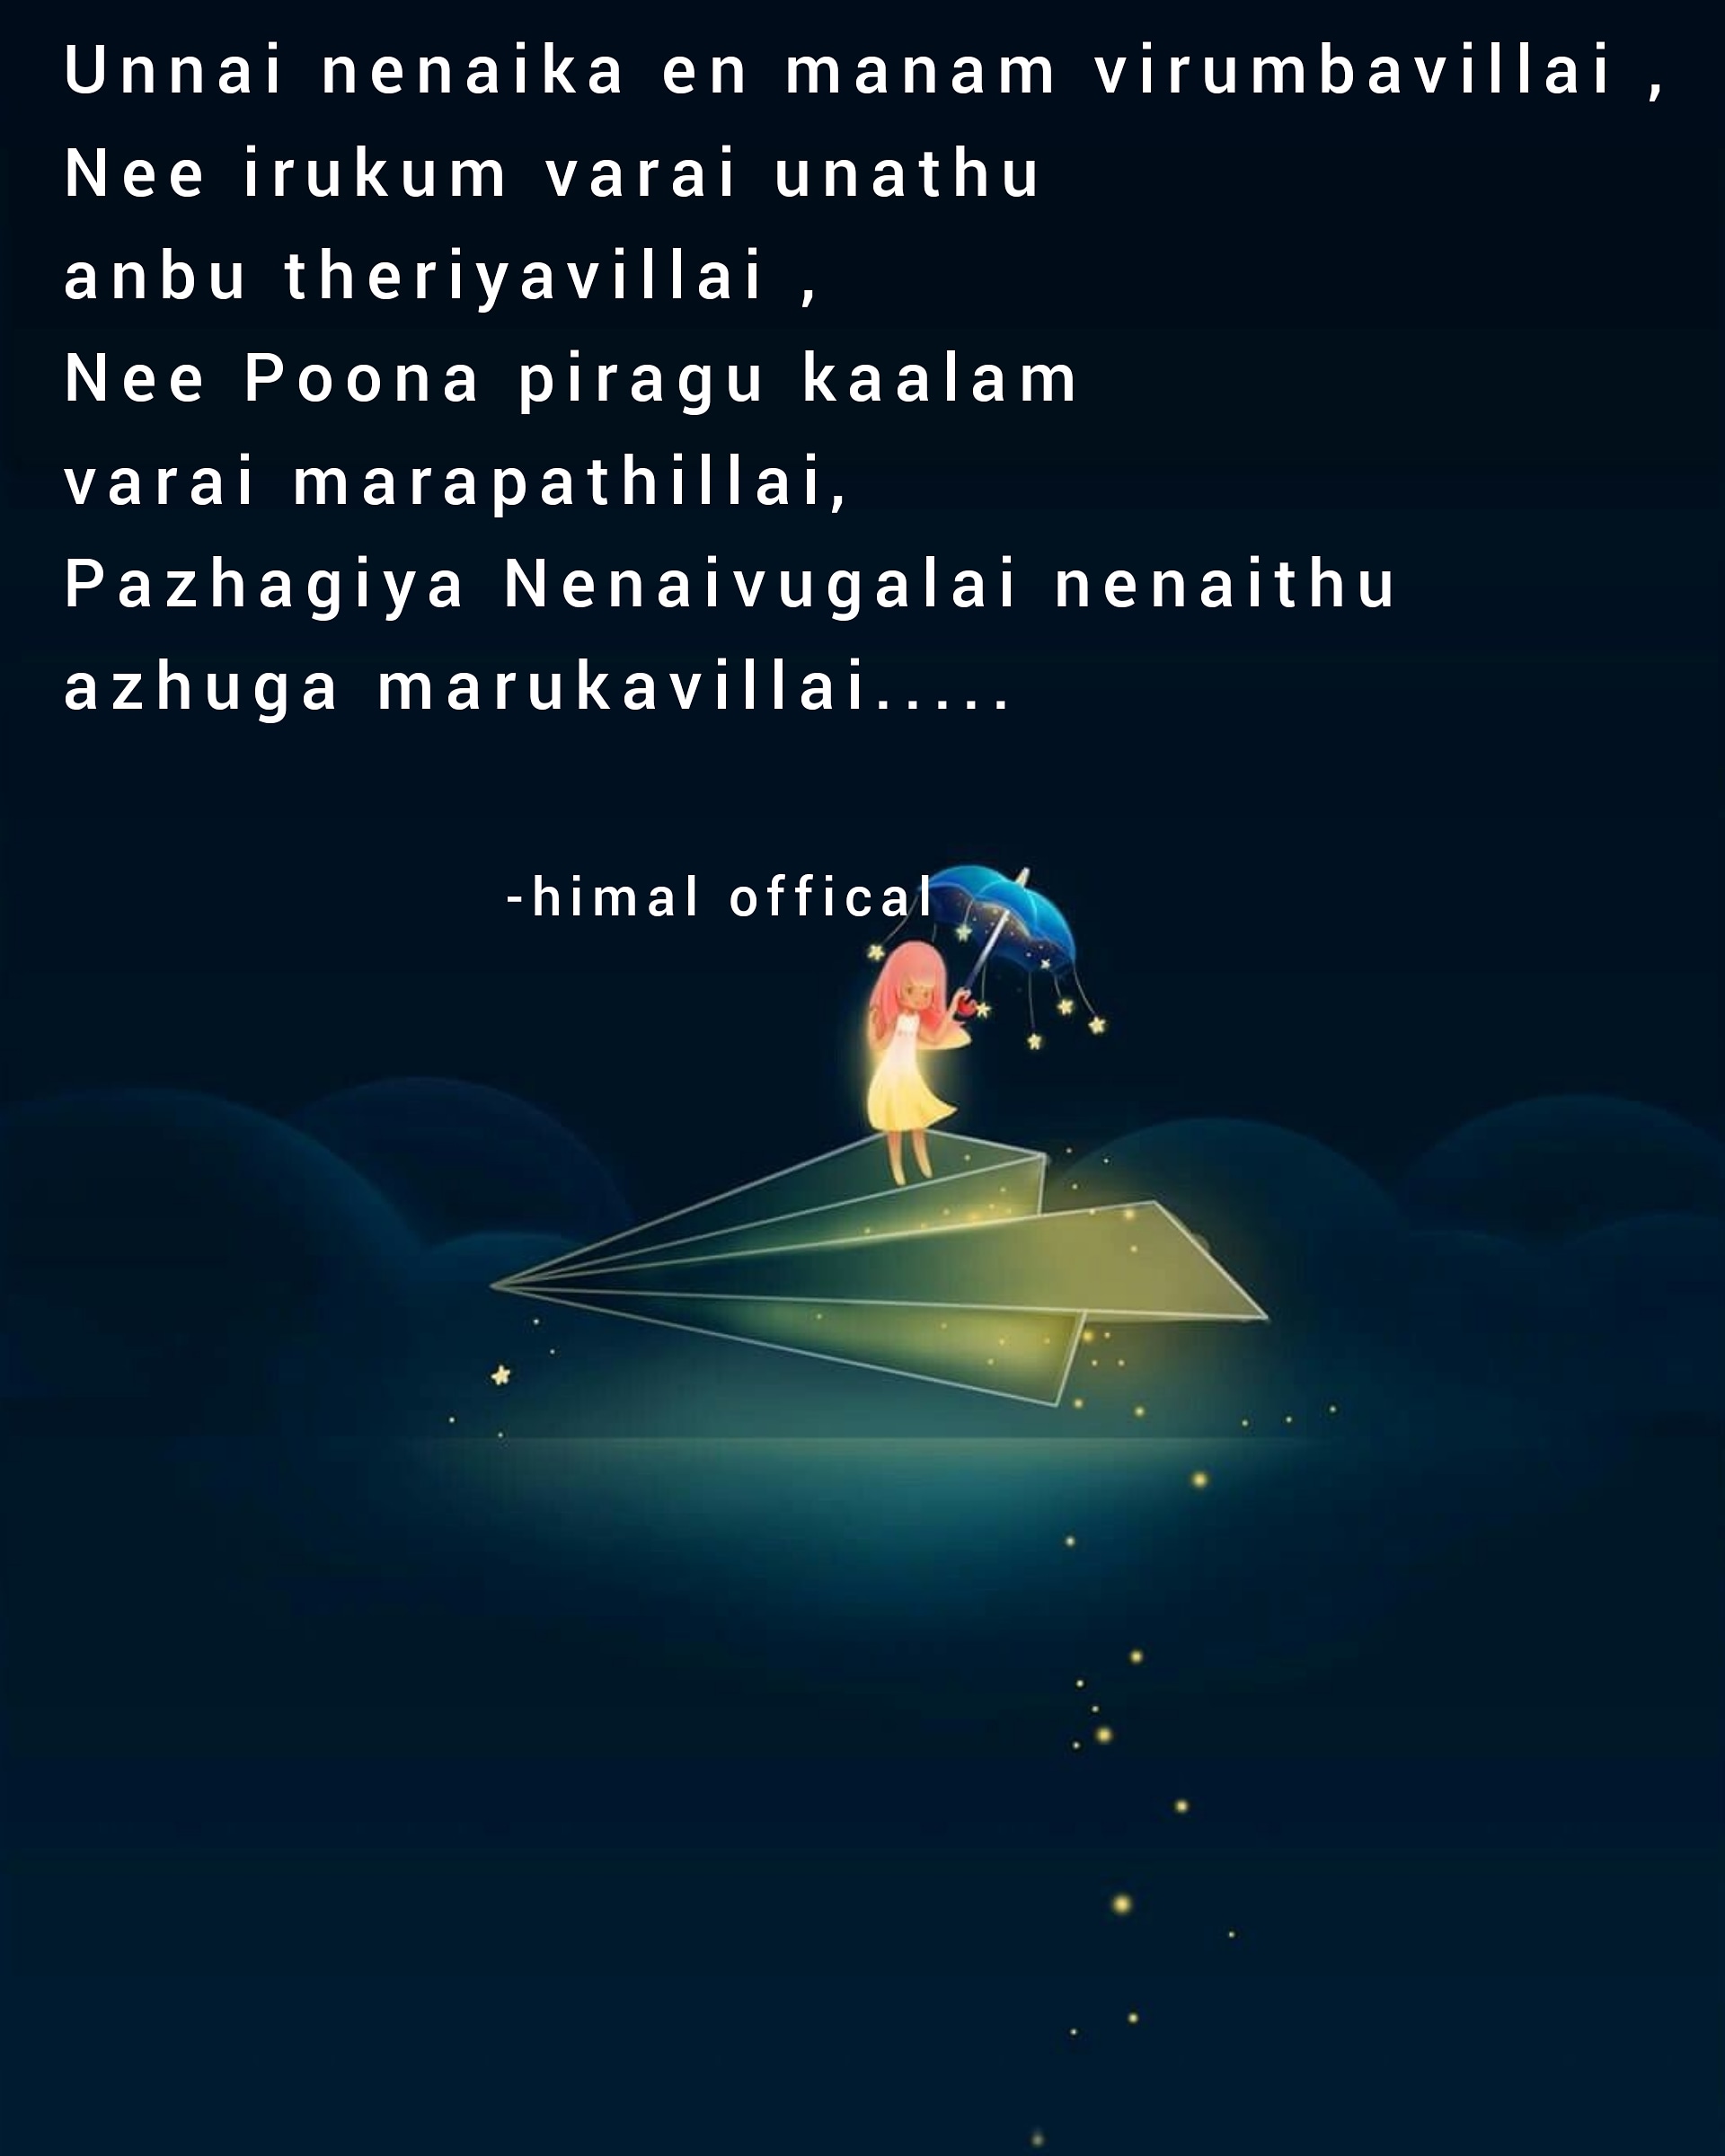 Unnai nenaika en manam virumbavillai ,
Nee irukum varai unathu
anbu theriyavillai ,
Nee Poona piragu kaalam
varai marapathillai,
Pazhagiya Nenaivugalai nenaithu
azhuga marukavillai.....
-himal offical